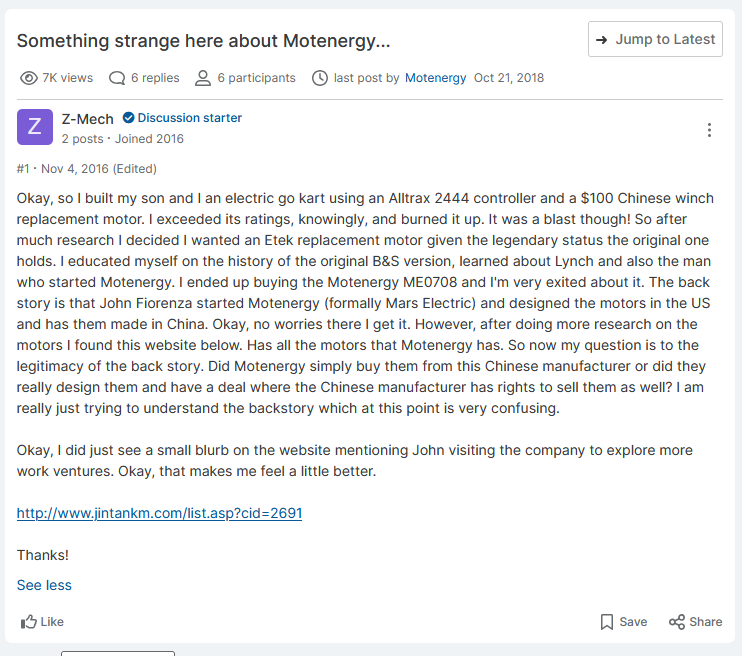 Something strange here about Motenergy...
Jump to Latest
7K views 6 replies 6 participants last post by Motenergy Oct 21, 2018
Z
Z-Mech Discussion starter
2 posts · Joined 2016
#1 · Nov 4, 2016 (Edited)
Okay, so I built my son and I an electric go kart using an Alltrax 2444 controller and a $100 Chinese winch
replacement motor. I exceeded its ratings, knowingly, and burned it up. It was a blast though! So after
much research I decided I wanted an Etek replacement motor given the legendary status the original one
holds. I educated myself on the history of the original B&S version, learned about Lynch and also the man
who started Motenergy. I ended up buying the Motenergy ME0708 and I'm very exited about it. The back
story is that John Fiorenza started Motenergy (formally Mars Electric) and designed the motors in the US
and has them made in China. Okay, no worries there I get it. However, after doing more research on the
motors I found this website below. Has all the motors that Motenergy has. So now my question is to the
legitimacy of the back story. Did Motenergy simply buy them from this Chinese manufacturer or did they
really design them and have a deal where the Chinese manufacturer has rights to sell them as well? I am
really just trying to understand the backstory which at this point is very confusing.
Okay, I did just see a small blurb on the website mentioning John visiting the company to explore more
work ventures. Okay, that makes me feel a little better.
http://www.jintankm.com/list.asp?cid=2691
Thanks!
See less
Like
Save Share